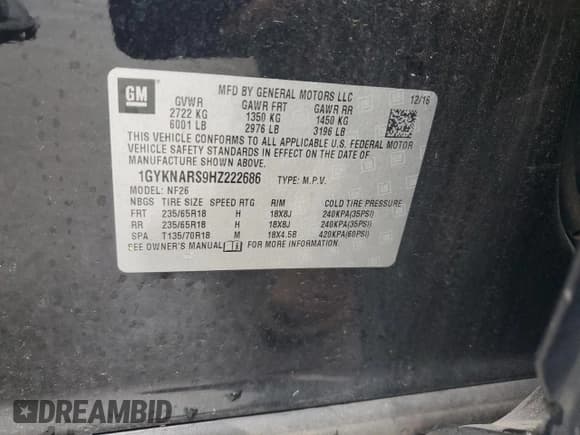 GM
MFD BY GENERAL MOTORS LLC 12/16
GVWR GAWR FRT GAWR RR
2722 KG 1350 KG 1450 KG
6001 LB 2976 LB 3196 LB
THIS VEHICLE CONFORMS TO ALL APPLICABLE U.S. FEDERAL MOTOR
VEHICLE SAFETY STANDARDS IN EFFECT ON THE DATE OF
MANUFACTURE SHOWN ABOVE.
1GYKNARS9HZ222686 TYPE: M.P.V.
MODEL: NF26
NBGS TIRE SIZE SPEED RTG RIM COLD TIRE PRESSURE
FRT 235/65R18 H 18X8J 240KPA(35PSI)
RR 235/65R18 H 18X8J 240KPA(35PSI)
SPA T135/70R18 M 18X4.5B 420KPA(60PSI)
SEE OWNER'S MANUAL FOR MORE INFORMATION.
DREAMBID